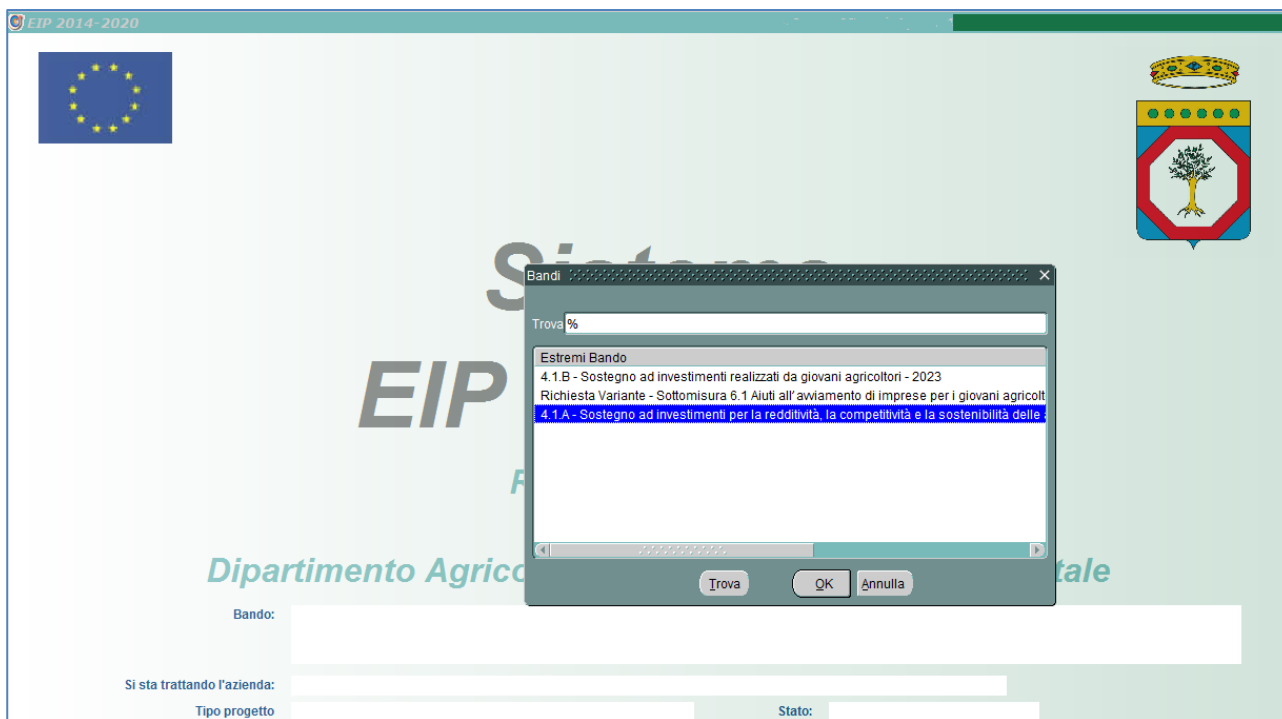 EIP 2014-2020
Bandi
Trova %
Estremi Bando
4.1.B - Sostegno ad investimenti realizzati da giovani agricoltori - 2023
Richiesta Variante - Sottomisura 6.1 Aiuti all'avviamento di imprese per i giovani agricolt
4.1.A - Sostegno ad investimenti per la redditività, la competitività e la sostenibilità delle
Trova OK Annulla
Sistema
EIP
R
Dipartimento Agrico tale
Bando:
Si sta trattando l'azienda:
Tipo progetto Stato: